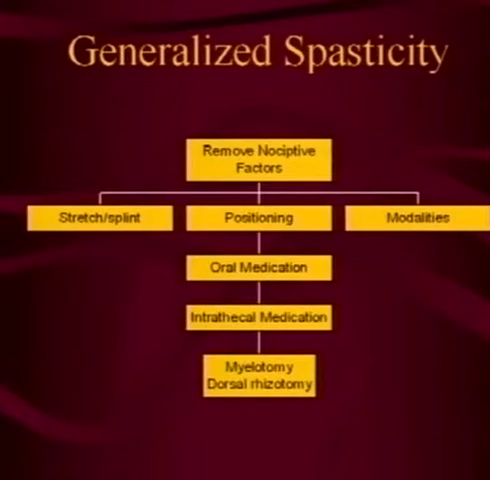 Generalized Spasticity
Remove Nociptive
Factors
Stretch/splint
Positioning
Modalities
Oral Medication
Intrathecal Medication
Myelotomy
Dorsal rhizotomy